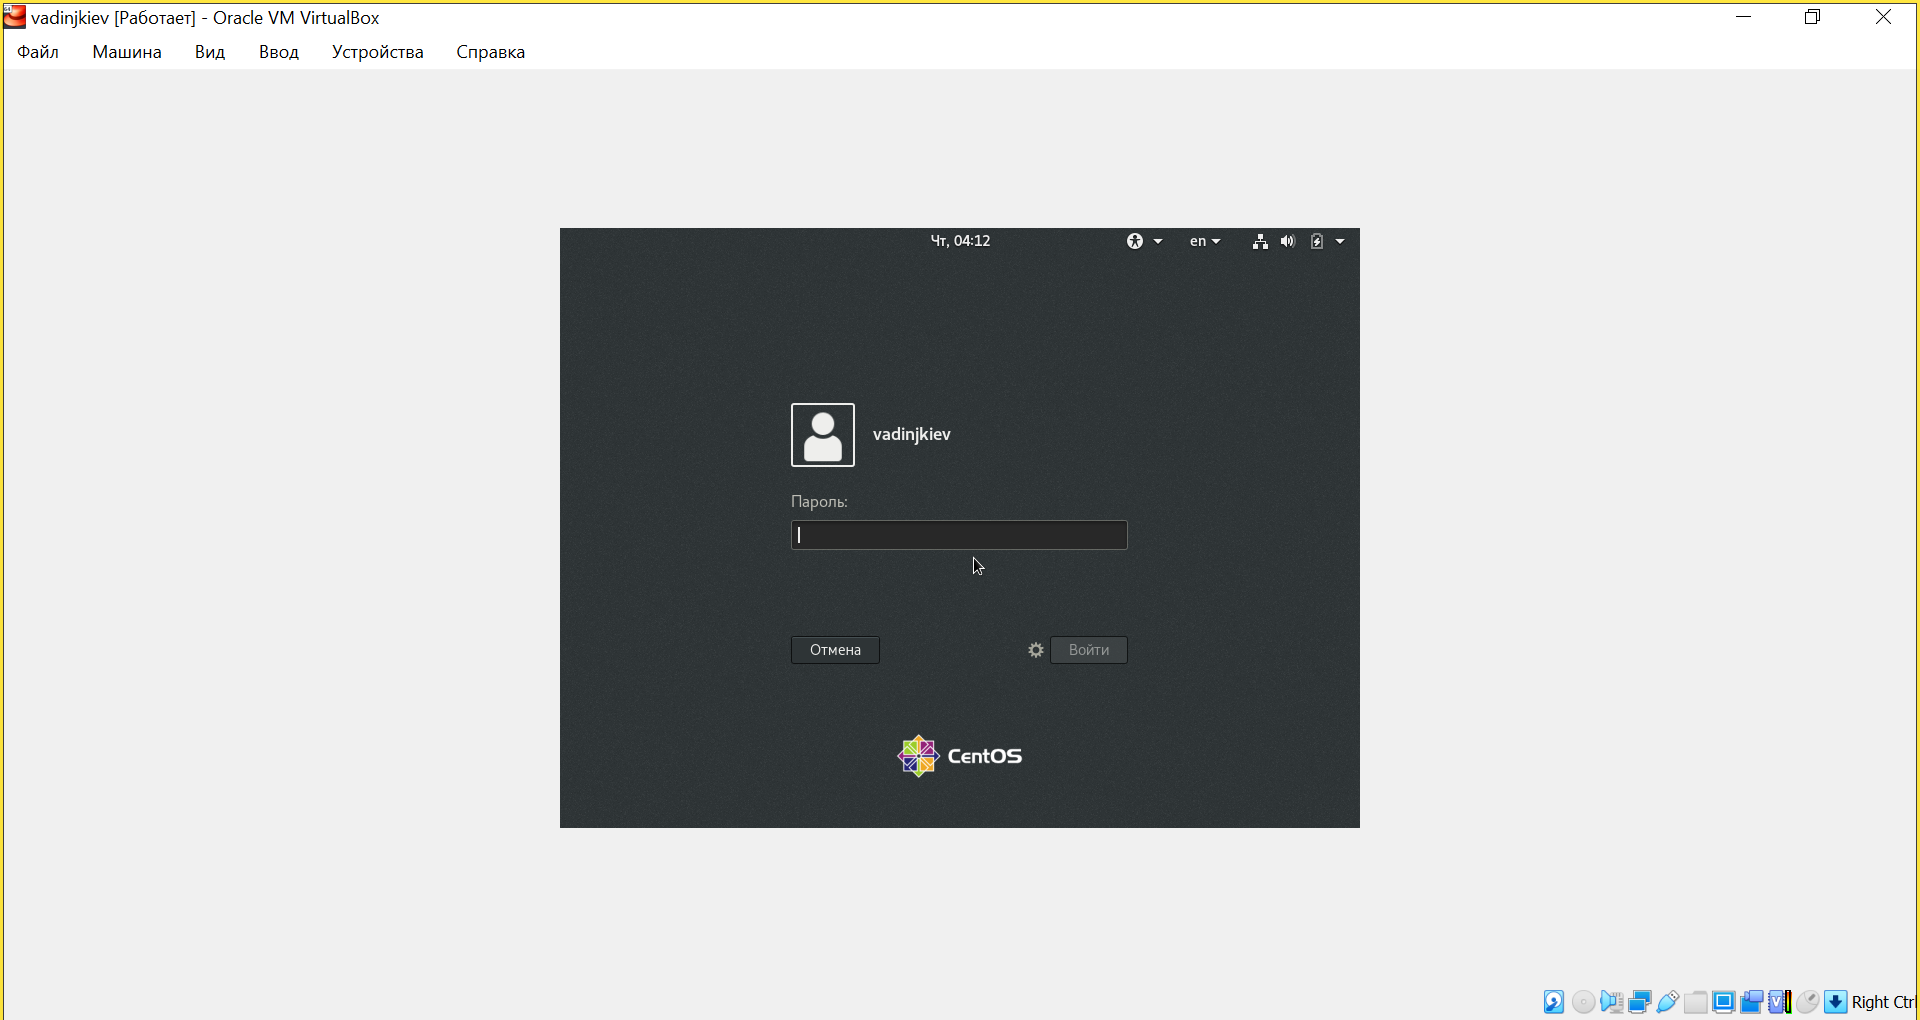 vadinjkiev [Работает] - Oracle VM VirtualBox
Файл Машина Вид Ввод Устройства Справка
Чт, 04:12 en
vadinjkiev
Пароль:
Отмена Войти
CentOS
Right Ctrl